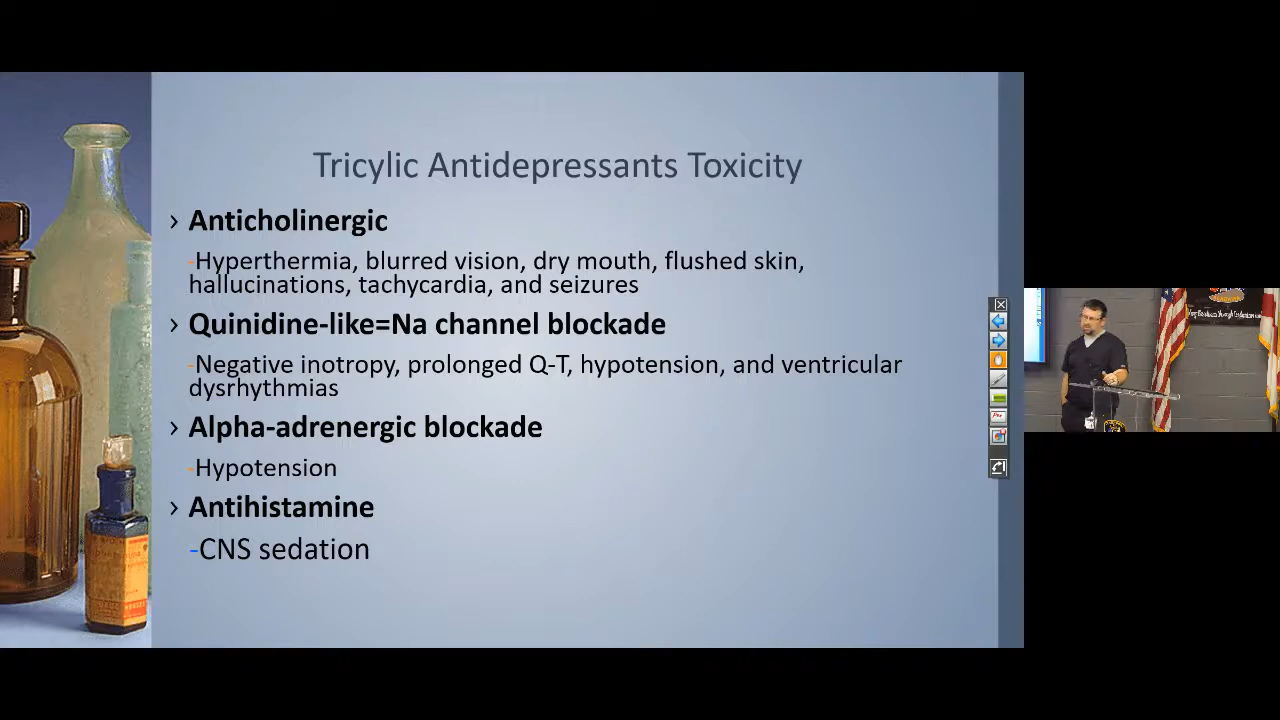 Tricylic Antidepressants Toxicity
› Anticholinergic
-Hyperthermia, blurred vision, dry mouth, flushed skin,
hallucinations, tachycardia, and seizures
› Quinidine-like=Na channel blockade
-Negative inotropy, prolonged Q-T, hypotension, and ventricular
dysrhythmias
› Alpha-adrenergic blockade
-Hypotension
› Antihistamine
-CNS sedation